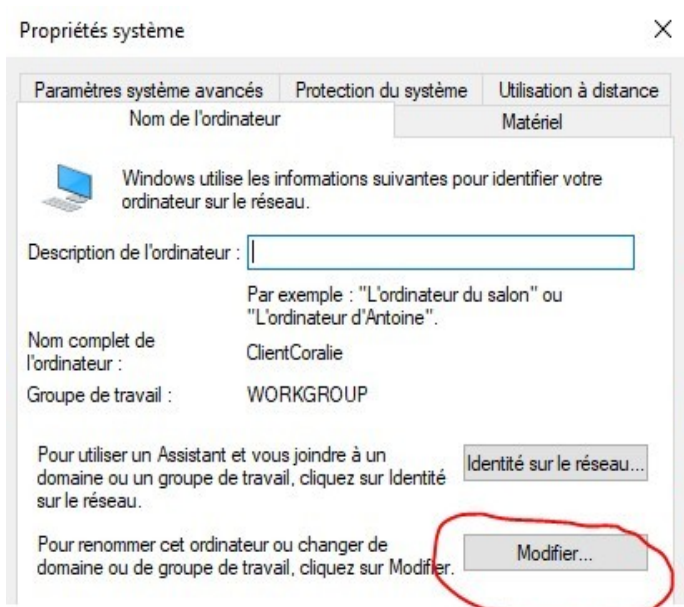 Propriétés système
Paramètres système avancés Protection du système Utilisation à distance
Nom de l'ordinateur Matériel
Windows utilise les informations suivantes pour identifier votre
ordinateur sur le réseau.
Description de l'ordinateur :
Par exemple : "L'ordinateur du salon" ou
"L'ordinateur d'Antoine".
Nom complet de
l'ordinateur :
ClientCoralie
Groupe de travail : WORKGROUP
Pour utiliser un Assistant et vous joindre à un
domaine ou un groupe de travail, cliquez sur Identité
sur le réseau.
Identité sur le réseau...
Pour renommer cet ordinateur ou changer de
domaine ou de groupe de travail, cliquez sur Modifier.
Modifier...